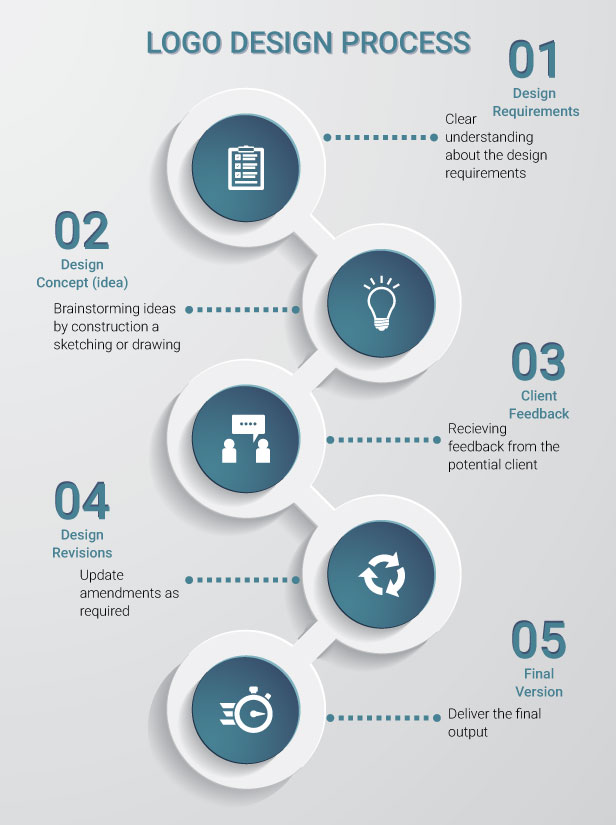 LOGO DESIGN PROCESS
01
Design
Requirements
Clear
understanding
about the design
requirements
02
Design
Concept (idea)
Brainstorming ideas
by construction a
sketching or drawing
03
Client
Feedback
Recieving
feedback from the
potential client
04
Design
Revisions
Update
amendments as
required
05
Final
Version
Deliver the final
output